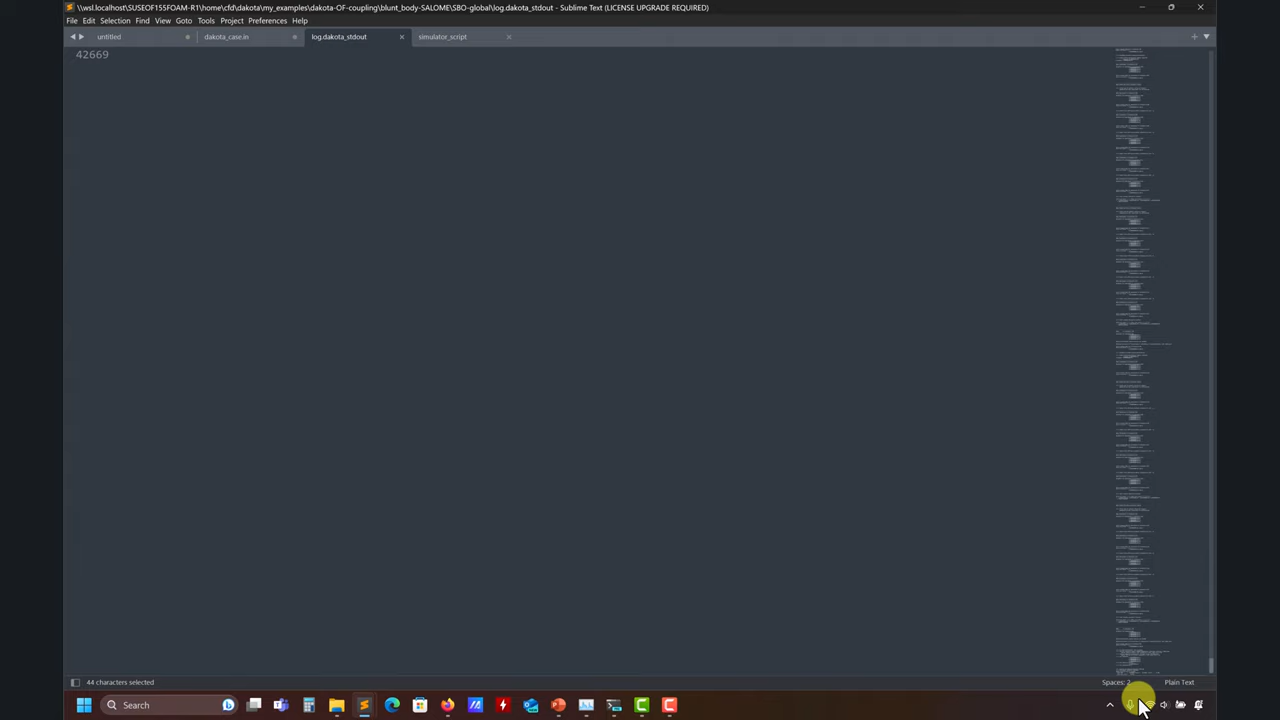 \\wsl.localhost\SUSEOF155FOAM-R1\home\cfd\dakota\my_examples\dakota-OF-coupling\blunt_body-SALOME\SBO-global\log.dakota_stdout - Sublime Text (LICENSE UPGRADE REQUIRED)
File Edit Selection Find View Goto Tools Project Preferences Help
untitled dakota_case.in log.dakota_stdout simulator_script
42669
44 characters selected Spaces: 2 Plain Text
Search